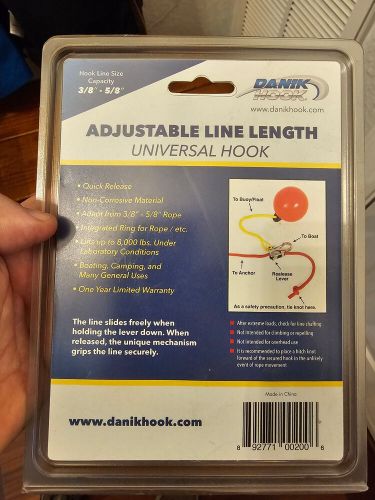 Hook Line Size
Capacity
3/8" - 5/8"
DANIK
HOOK
www.danikhook.com
ADJUSTABLE LINE LENGTH
UNIVERSAL HOOK
• Quick Release
• Non-Corrosive Material
• Adapt from 3/8" - 5/8" Rope
• Integrated Ring for Rope / etc.
• Lifts up to 8,000 lbs. Under
Laboratory Conditions
• Boating, Camping, and
Many General Uses
• One Year Limited Warranty
To Buoy/Float
To Boat
To Anchor
Release
Lever
As a safety precaution, tie knot here.
The line slides freely when
holding the lever down. When
released, the unique mechanism
grips the line securely.
After extreme loads, check for line chafing
Not intended for climbing or repelling
Not intended for overhead use
It is recommended to place a hitch knot
forward of the secured hook in the unlikely
event of rope movement
Made in China
www.danikhook.com
8 92771 00200 6